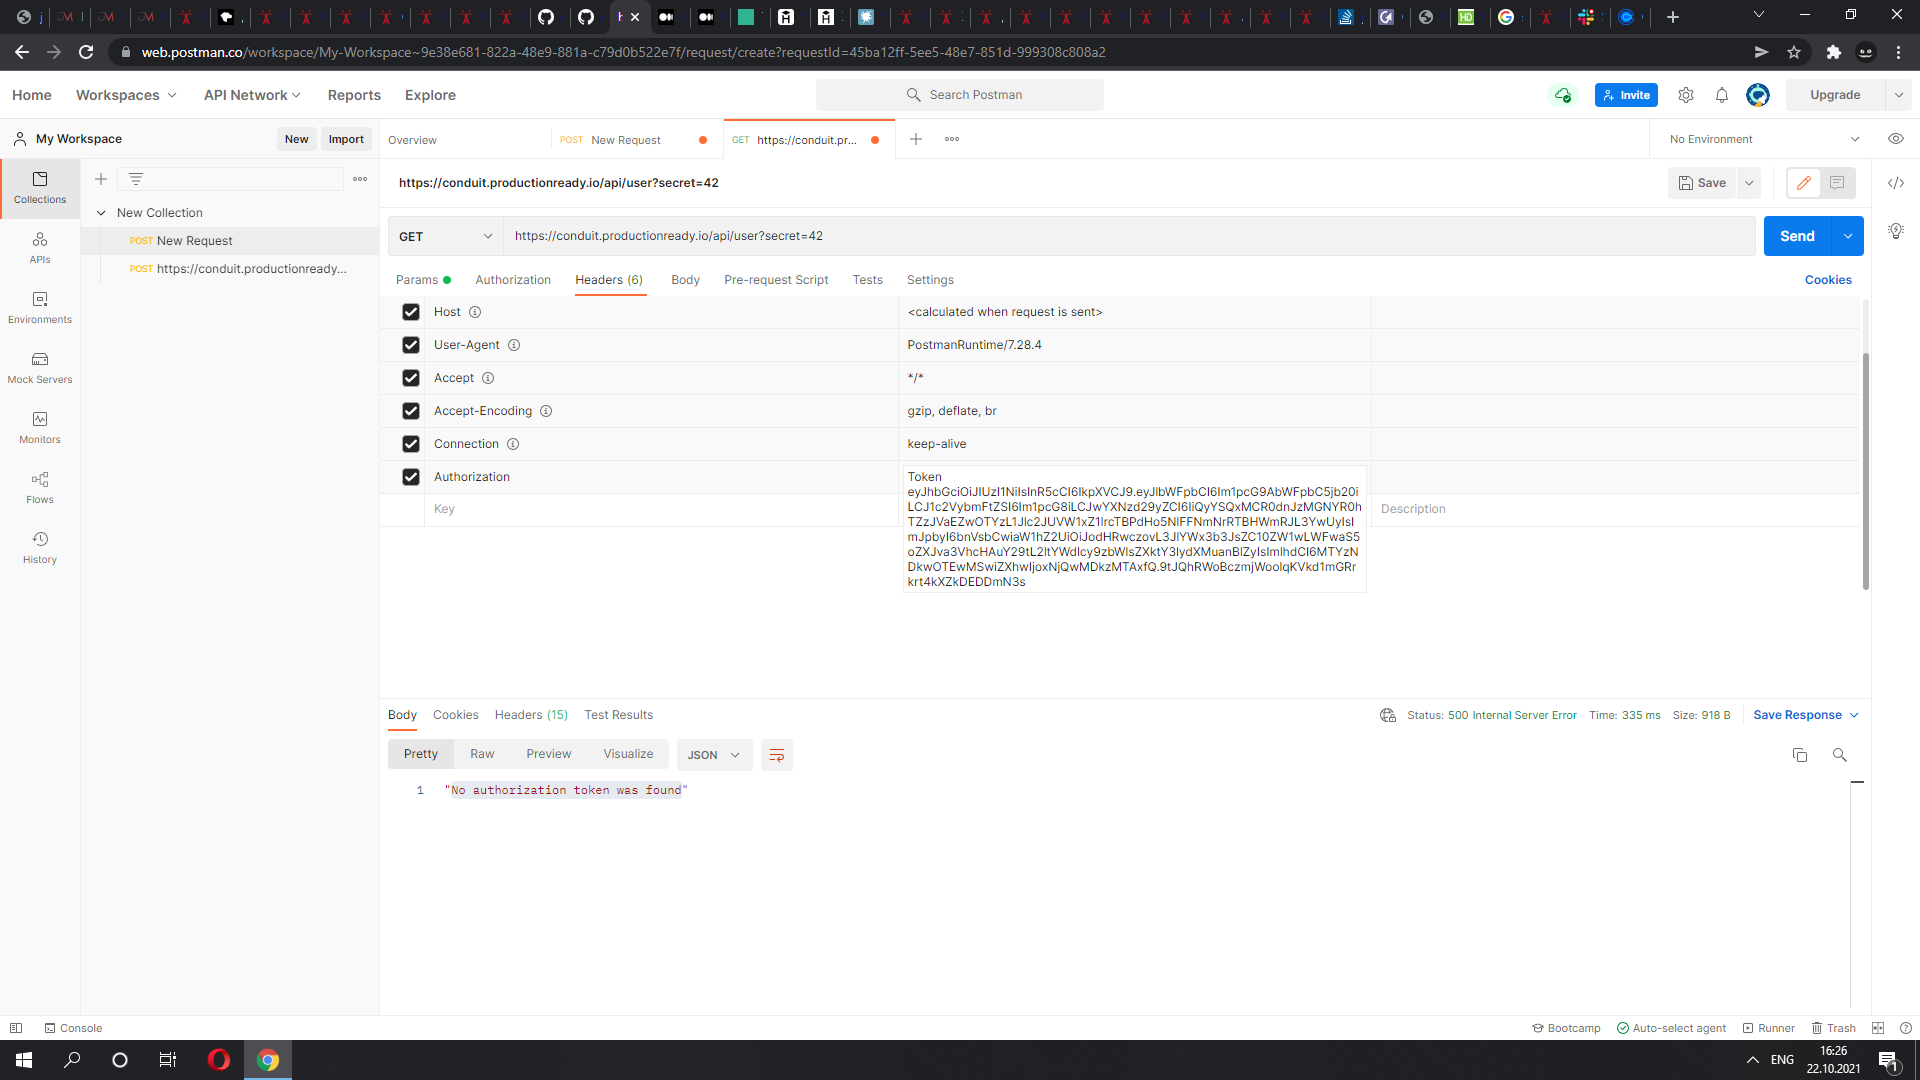 web.postman.co/workspace/My-Workspace~9e38e681-822a-48e9-881a-c79d0b522e7f/request/create?requestId=45ba12ff-5ee5-48e7-851d-999308c808a2
Home Workspaces API Network Reports Explore Search Postman Invite Upgrade
My Workspace New Import Overview POST New Request GET https://conduit.pr... No Environment
Collections
APIs
Environments
Mock Servers
Monitors
Flows
History
New Collection
POST New Request
POST https://conduit.productionready...
https://conduit.productionready.io/api/user?secret=42 Save
GET https://conduit.productionready.io/api/user?secret=42 Send
Params Authorization Headers (6) Body Pre-request Script Tests Settings Cookies
Host <calculated when request is sent>
User-Agent PostmanRuntime/7.28.4
Accept */*
Accept-Encoding gzip, deflate, br
Connection keep-alive
Authorization Token
Key Description
Body Cookies Headers (15) Test Results Status: 500 Internal Server Error Time: 335 ms Size: 918 B Save Response
Pretty Raw Preview Visualize JSON
1 "No authorization token was found"
Console Bootcamp Auto-select agent Runner Trash
ENG 16:26
22.10.2021
1